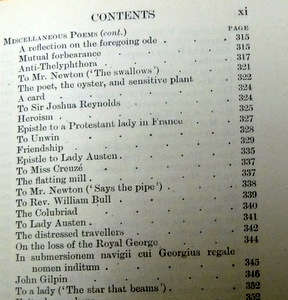 CONTENTS xi
PAGE
MISCELLANEOUS POEMS (cont.)
A reflection on the foregoing ode . 315
Mutual forbearance . 315
Anti-Thelyphthora . 317
To Mr. Newton ('The swallows') . 321
The poet, the oyster, and sensitive plant . 322
A card . 324
To Sir Joshua Reynolds . 324
Heroism . 325
Epistle to a Protestant lady in France . 327
To Unwin . 328
Friendship . 329
Epistle to Lady Austen . 335
To Miss Creuzé . 337
The flatting mill . 337
To Mr. Newton ('Says the pipe') . 338
To Rev. William Bull . 339
The Colubriad . 340
To Lady Austen . 341
The distressed travellers . 342
On the loss of the Royal George . 344
In submersionem navigii cui Georgius regale
nomen inditum . 345
John Gilpin . 346
To a lady ('The star that beams') . 352
352